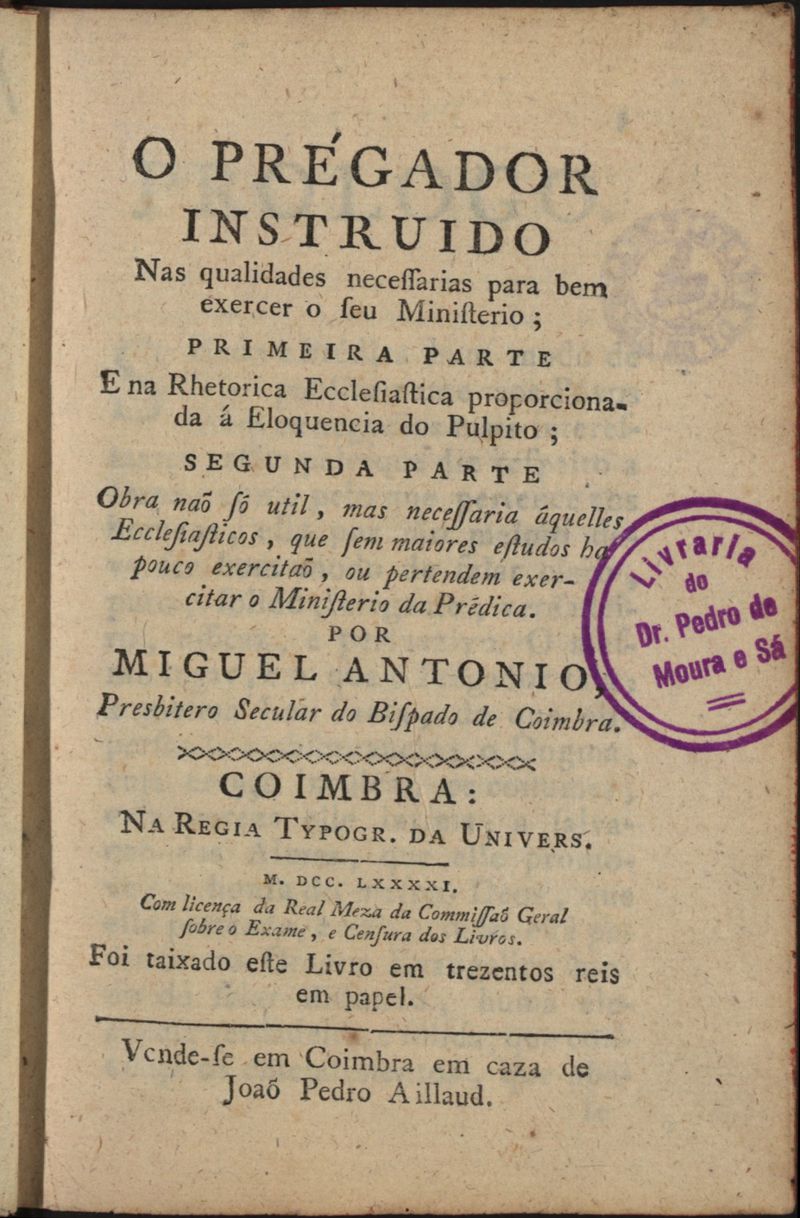 O PRÉGADOR
INSTRUIDO
Nas qualidades neceſſarias para bem
exercer o ſeu Miniſterio ;
PRIMEIRA PARTE
E na Rhetorica Eccleſiaſtica proporciona-
da á Eloquencia do Pulpito ;
SEGUNDA PARTE
Obra naõ ſó util, mas neceſſaria áquelles
Eccleſiaſticos, que ſem maiores eſtudos ha
pouco exercitaõ, ou pertendem exer-
citar o Miniſterio da Prédica.
POR
MIGUEL ANTONIO,
Presbitero Secular do Biſpado de Coimbra.
COIMBRA:
NA REGIA TYPOGR. DA UNIVERS.
M. DCC. LXXXXI.
Com licença da Real Meza da Commiſſaõ Geral
ſobre o Exame, e Cenſura dos Livros.
Foi taixado eſte Livro em trezentos reis
em papel.
Vende-ſe em Coimbra em caza de
Joaõ Pedro Aillaud.
Livraria
do
Dr. Pedro de
Moura e Sá